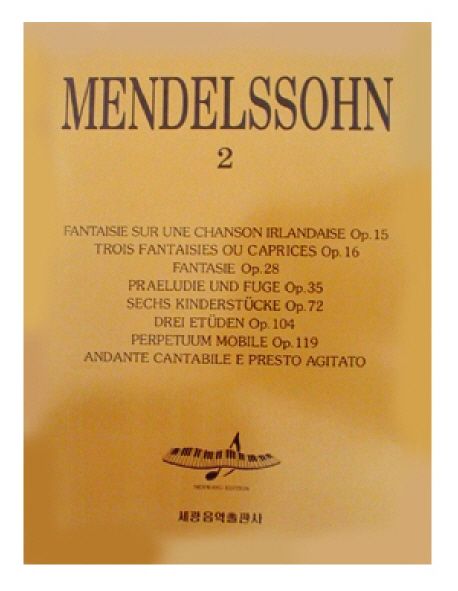 MENDELSSOHN
2
FANTAISIE SUR UNE CHANSON IRLANDAISE Op.15
TROIS FANTAISIES OU CAPRICES Op.16
FANTASIE Op.28
PRAELUDIE UND FUGE Op.35
SECHS KINDERSTÜCKE Op.72
DREI ETÜDEN Op.104
PERPETUUM MOBILE Op.119
ANDANTE CANTABILE E PRESTO AGITATO
EDITION
세광음악출판사